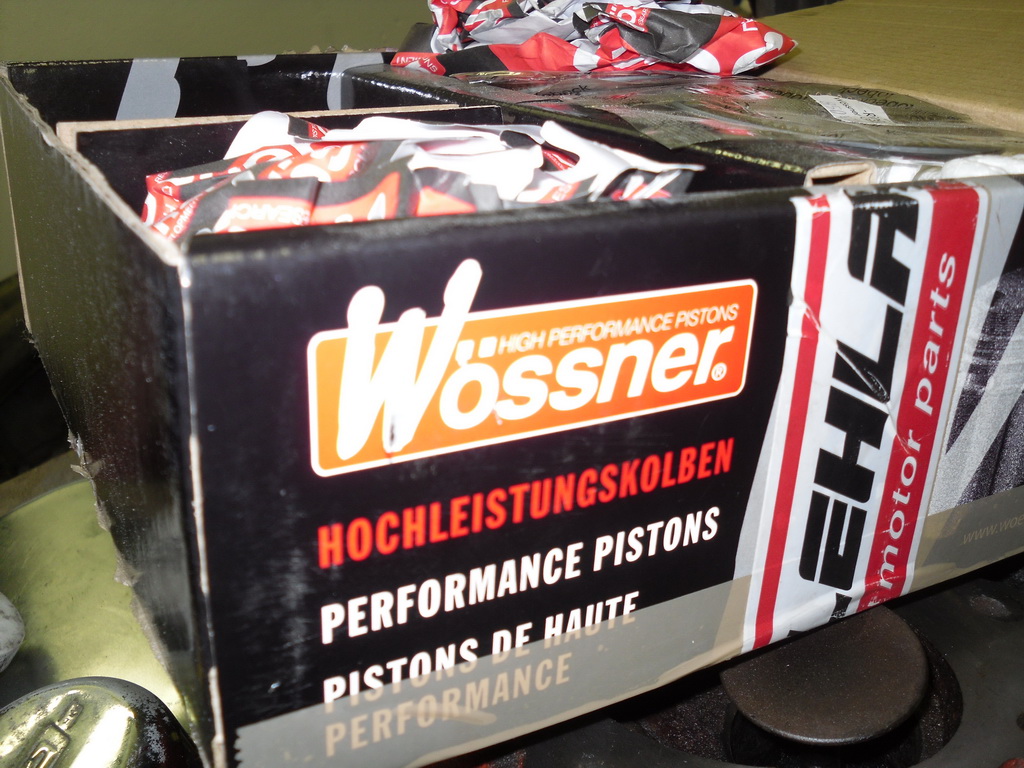 HIGH PERFORMANCE PISTONS
Wössner®
HOCHLEISTUNGSKOLBEN
PERFORMANCE PISTONS
PISTONS DE HAUTE
PERFORMANCE
EHLA
motor parts